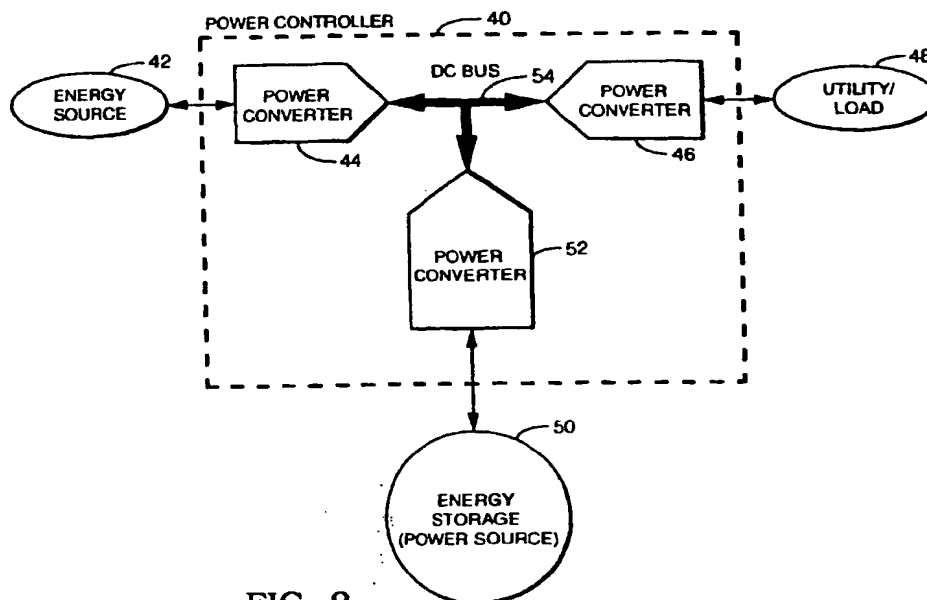 POWER CONTROLLER
40
42
ENERGY
SOURCE
POWER
CONVERTER
44
DC BUS
54
POWER
CONVERTER
46
48
UTILITY/
LOAD
POWER
CONVERTER
52
50
ENERGY
STORAGE
(POWER SOURCE)